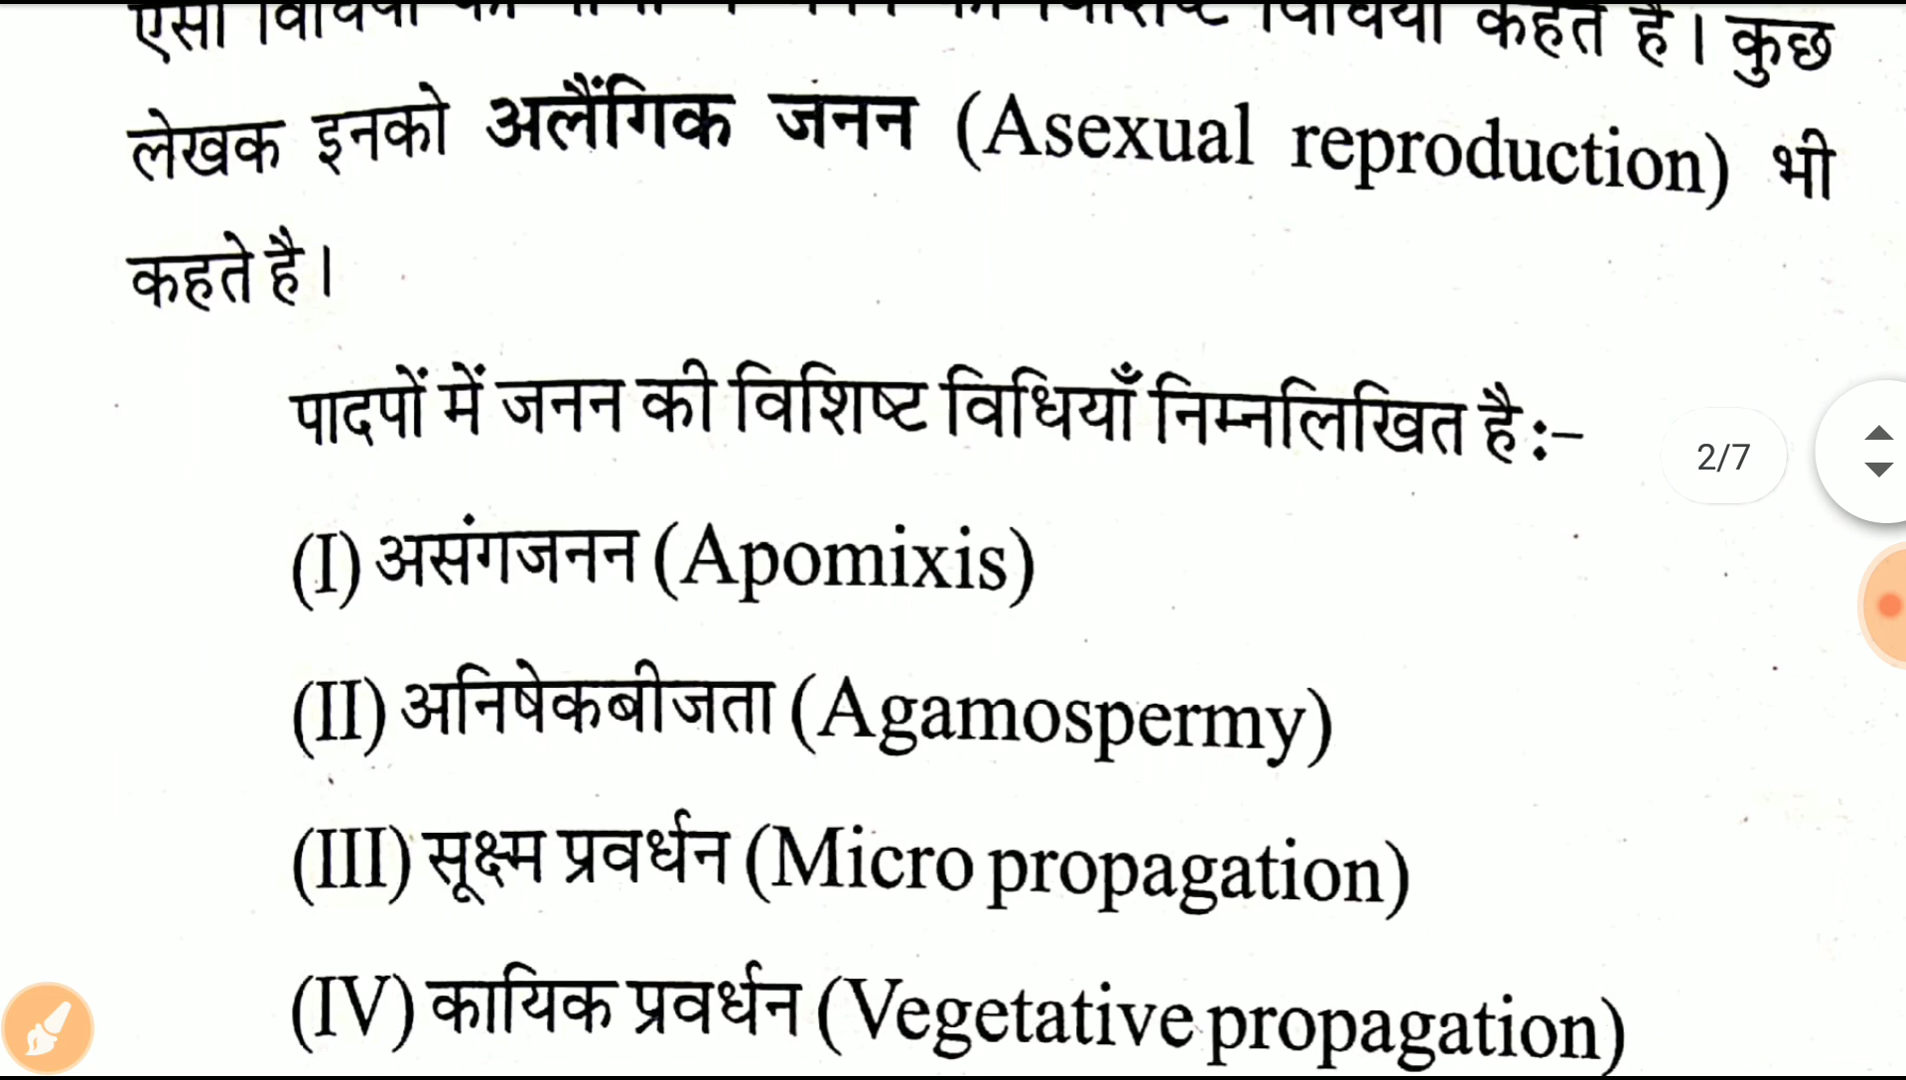 कहते हैं। कुछ
लेखक इनको अलैंगिक जनन (Asexual reproduction) भी
कहते है।
पादपों में जनन की विशिष्ट विधियाँ निम्नलिखित है :–
2/7
(I) असंगजनन (Apomixis)
(II) अनिषेकबीजता (Agamospermy)
(III) सूक्ष्म प्रवर्धन (Micro propagation)
(IV) कायिक प्रवर्धन (Vegetative propagation)